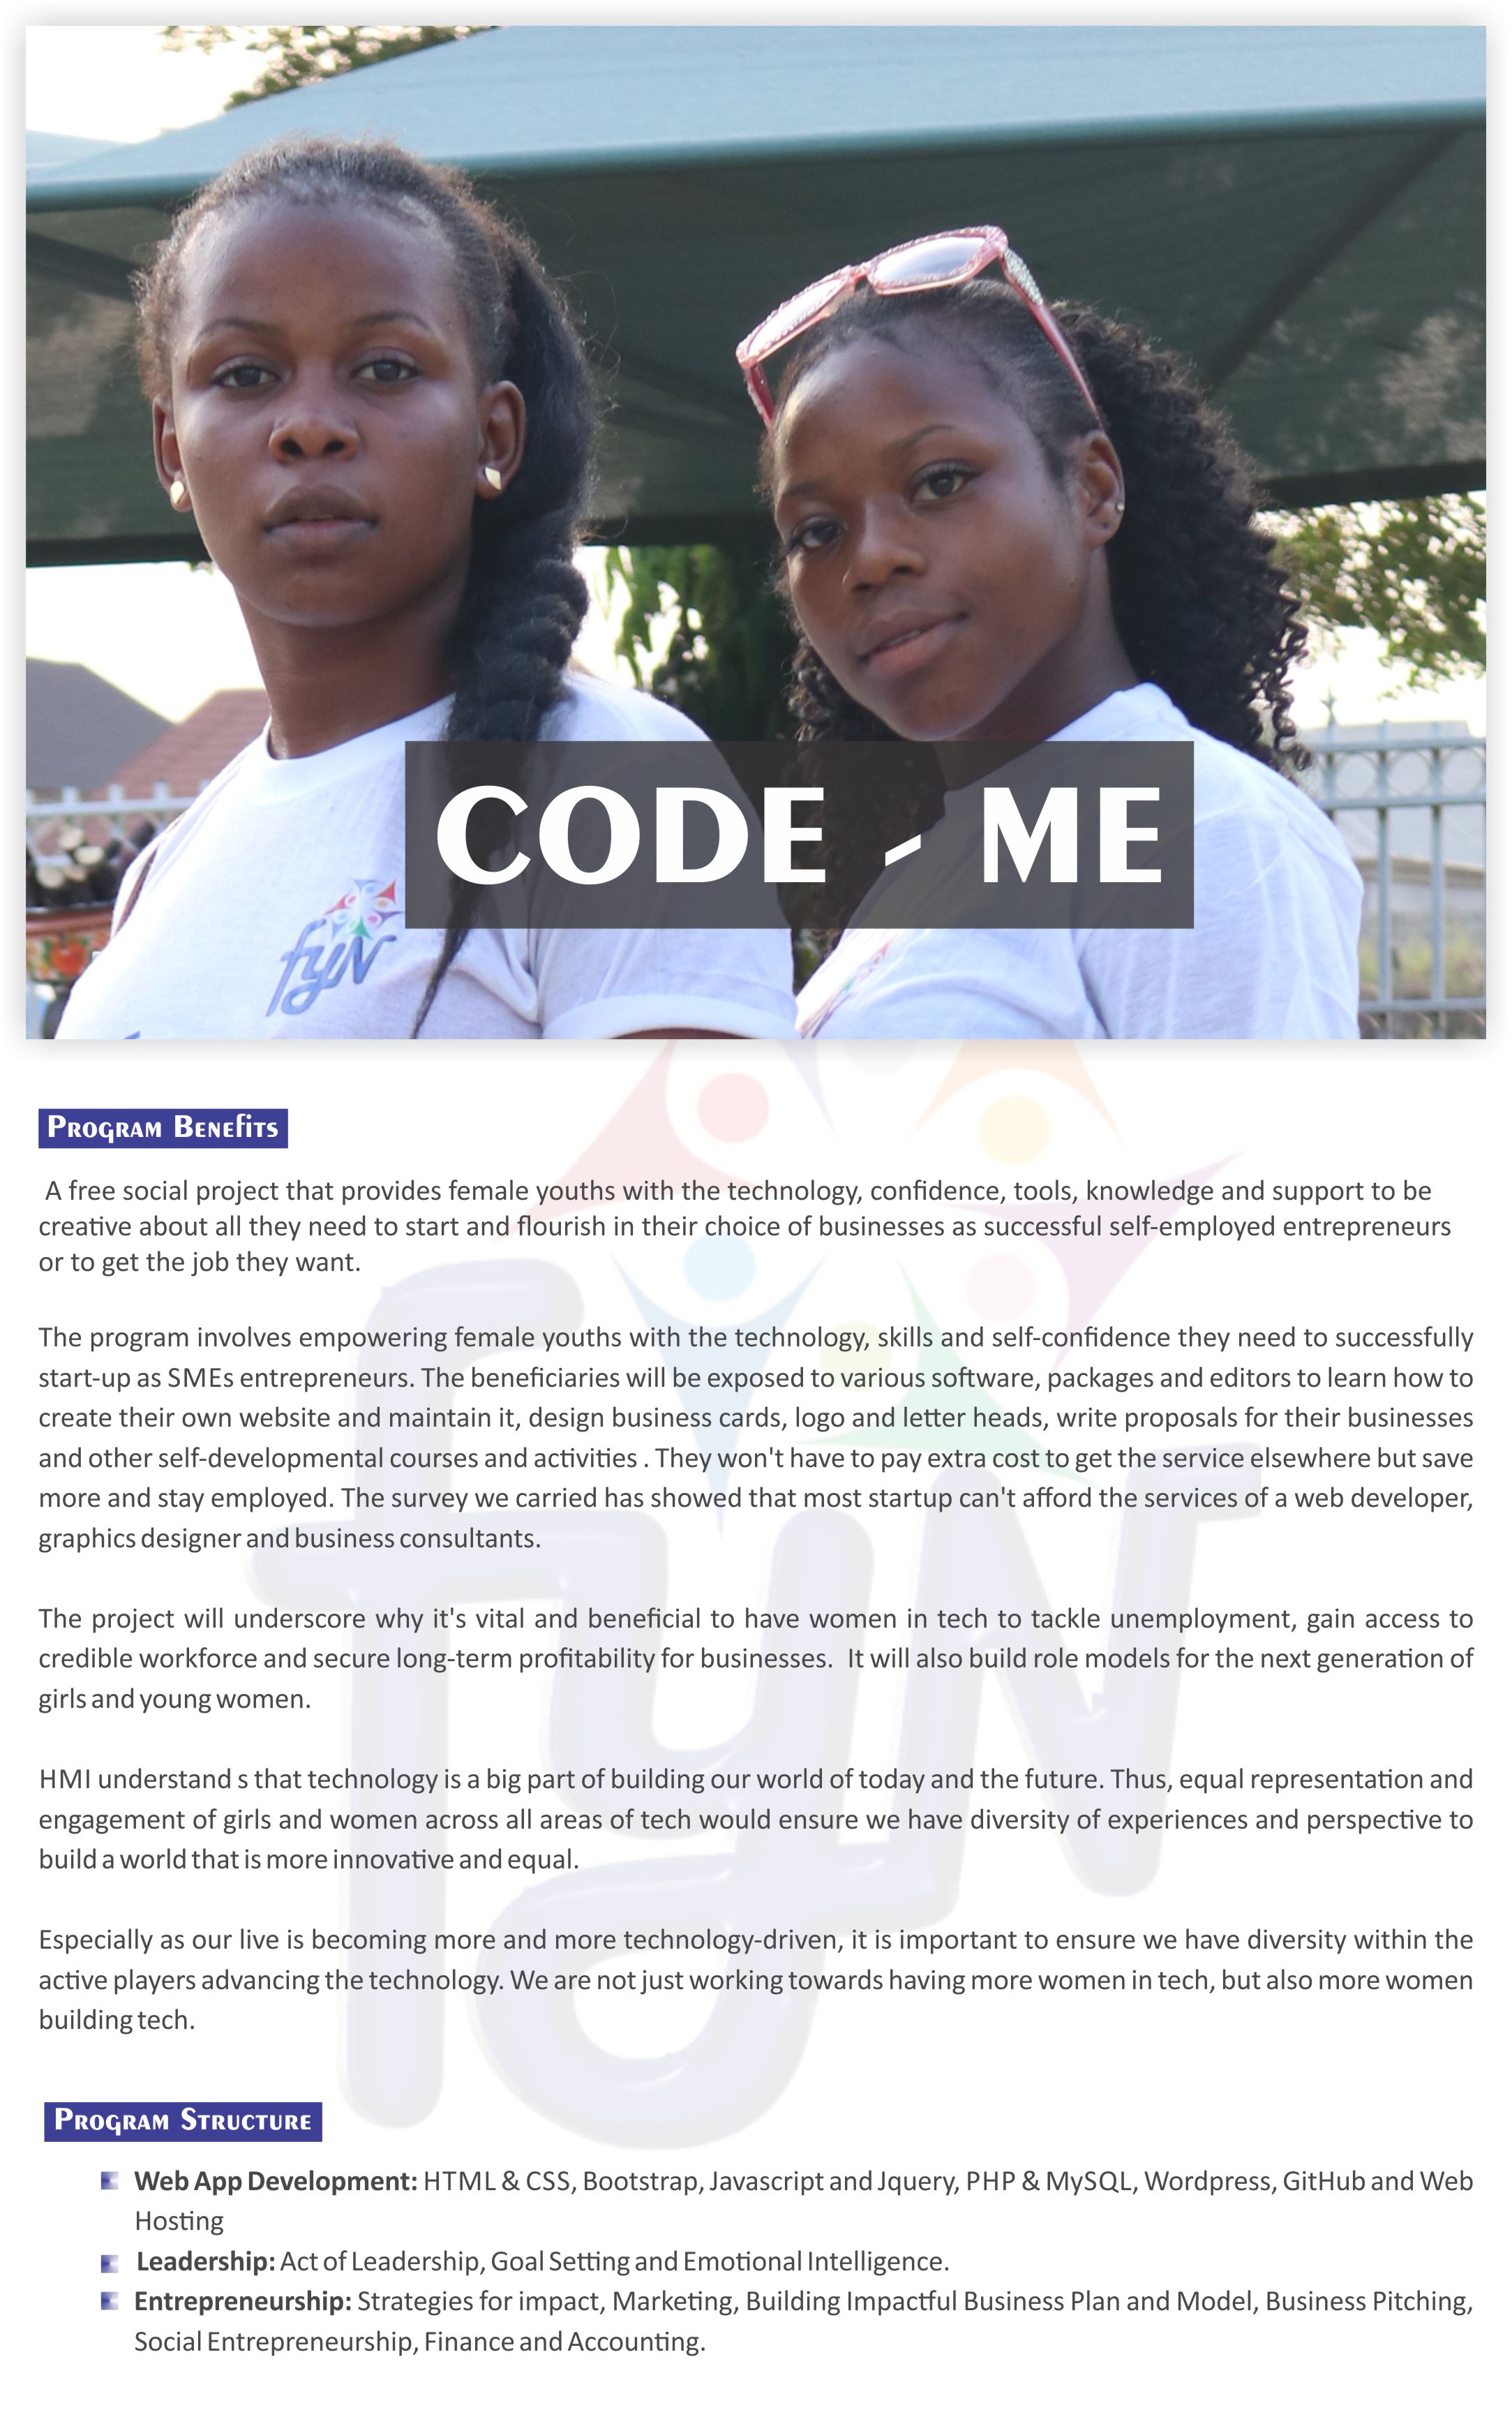 fyN
CODE - ME
Program Benefits
A free social project that provides female youths with the technology, confidence, tools, knowledge and support to be
creative about all they need to start and flourish in their choice of businesses as successful self-employed entrepreneurs
or to get the job they want.
The program involves empowering female youths with the technology, skills and self-confidence they need to successfully
start-up as SMEs entrepreneurs. The beneficiaries will be exposed to various software, packages and editors to learn how to
create their own website and maintain it, design business cards, logo and letter heads, write proposals for their businesses
and other self-developmental courses and activities . They won't have to pay extra cost to get the service elsewhere but save
more and stay employed. The survey we carried has showed that most startup can't afford the services of a web developer,
graphics designer and business consultants.
The project will underscore why it's vital and beneficial to have women in tech to tackle unemployment, gain access to
credible workforce and secure long-term profitability for businesses. It will also build role models for the next generation of
girls and young women.
HMI understand s that technology is a big part of building our world of today and the future. Thus, equal representation and
engagement of girls and women across all areas of tech would ensure we have diversity of experiences and perspective to
build a world that is more innovative and equal.
Especially as our live is becoming more and more technology-driven, it is important to ensure we have diversity within the
active players advancing the technology. We are not just working towards having more women in tech, but also more women
building tech.
fyN
Program Structure
Web App Development: HTML & CSS, Bootstrap, Javascript and Jquery, PHP & MySQL, Wordpress, GitHub and Web
Hosting
Leadership: Act of Leadership, Goal Setting and Emotional Intelligence.
Entrepreneurship: Strategies for impact, Marketing, Building Impactful Business Plan and Model, Business Pitching,
Social Entrepreneurship, Finance and Accounting.